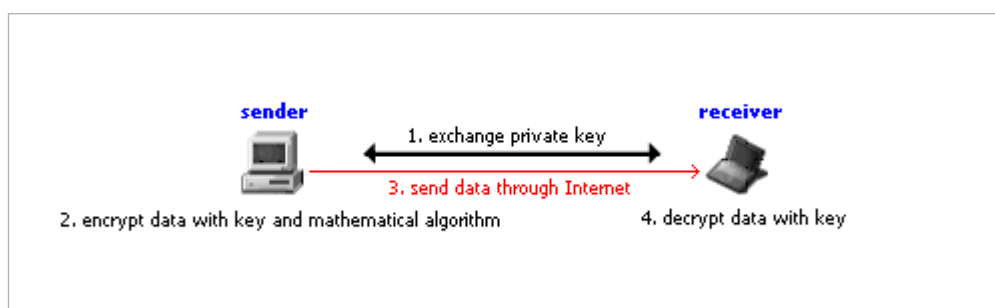 sender
receiver
1. exchange private key
3. send data through Internet
2. encrypt data with key and mathematical algorithm
4. decrypt data with key